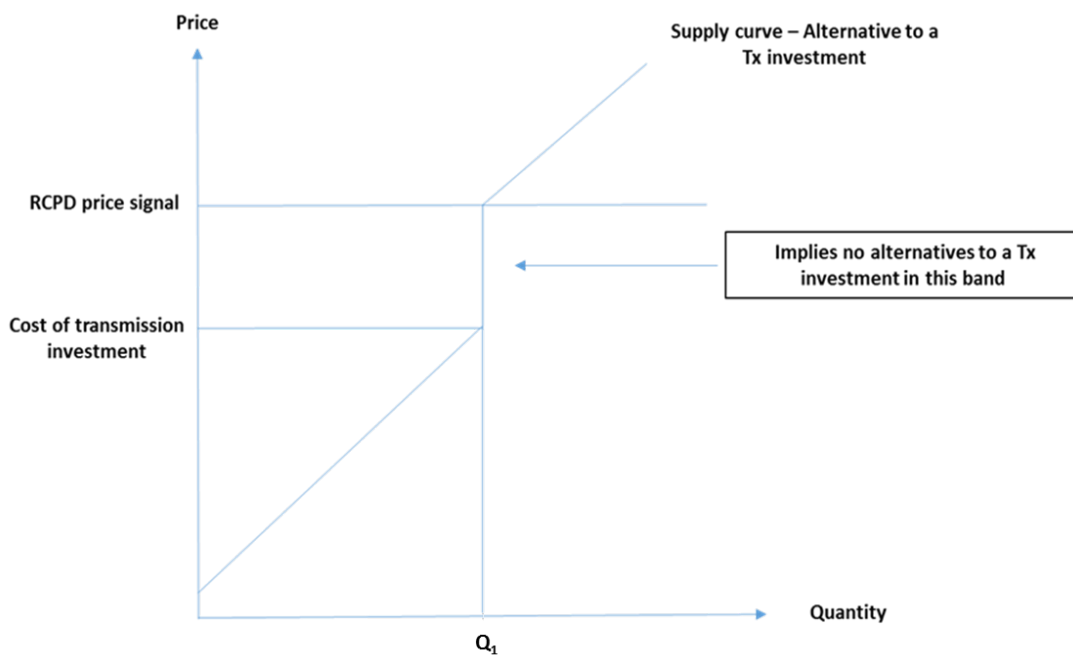 Price
Supply curve – Alternative to a
Tx investment
RCPD price signal
Implies no alternatives to a Tx
investment in this band
Cost of transmission
investment
Quantity
Q₁